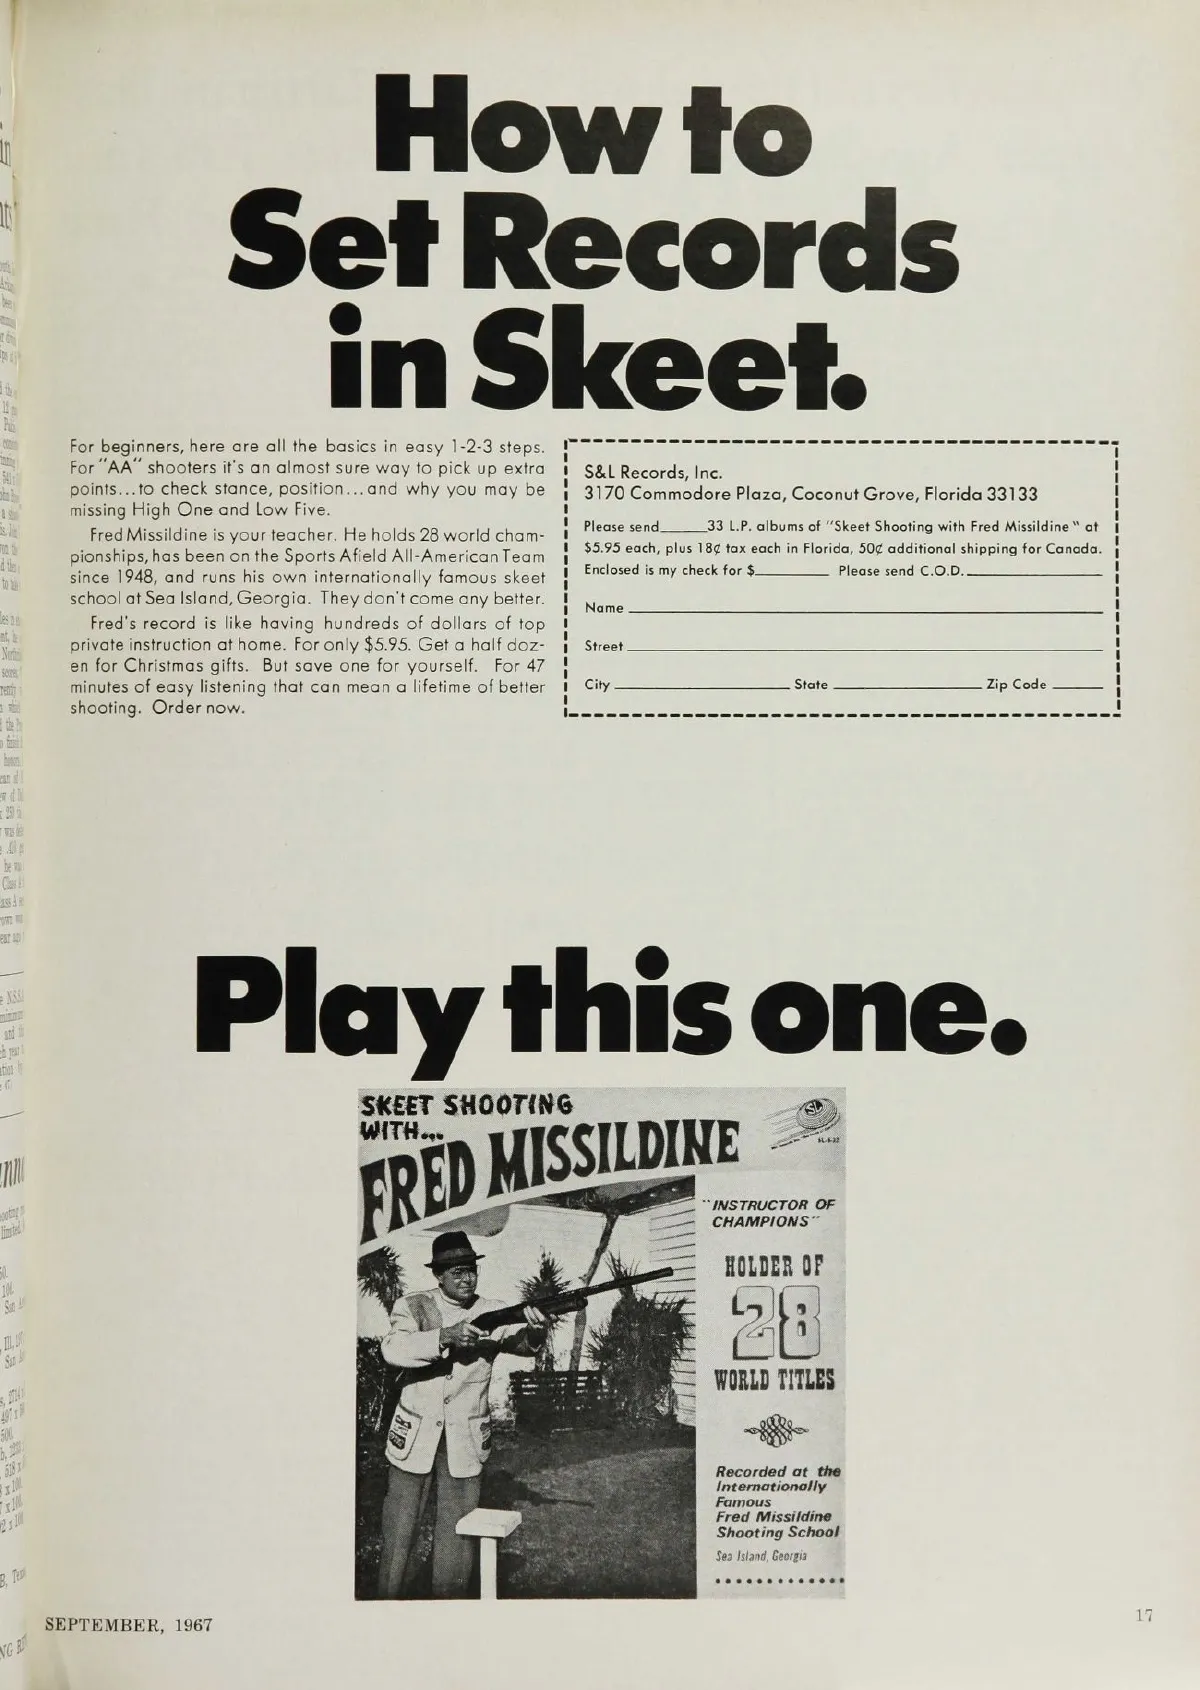 How to
Set Records
in Skeet.
For beginners, here are all the basics in easy 1-2-3 steps.
For "AA" shooters it's an almost sure way to pick up extra
points...to check stance, position...and why you may be
missing High One and Low Five.
Fred Missildine is your teacher. He holds 28 world cham-
pionships, has been on the Sports Afield All-American Team
since 1948, and runs his own internationally famous skeet
school at Sea Island, Georgia. They don't come any better.
Fred's record is like having hundreds of dollars of top
private instruction at home. For only $5.95. Get a half doz-
en for Christmas gifts. But save one for yourself. For 47
minutes of easy listening that can mean a lifetime of better
shooting. Order now.
S&L Records, Inc.
3170 Commodore Plaza, Coconut Grove, Florida 33133
Please send______33 L.P. albums of "Skeet Shooting with Fred Missildine" at
$5.95 each, plus 18¢ tax each in Florida, 50¢ additional shipping for Canada.
Enclosed is my check for $__________ Please send C.O.D.__________________
Name
Street
City __________ State __________ Zip Code ______
Play this one.
SKEET SHOOTING
WITH...
FRED MISSILDINE
SL
"INSTRUCTOR OF
CHAMPIONS"
HOLDER OF
28
WORLD TITLES
Recorded at the
Internationally
Famous
Fred Missildine
Shooting School
Sea Island, Georgia
SEPTEMBER, 1967
17